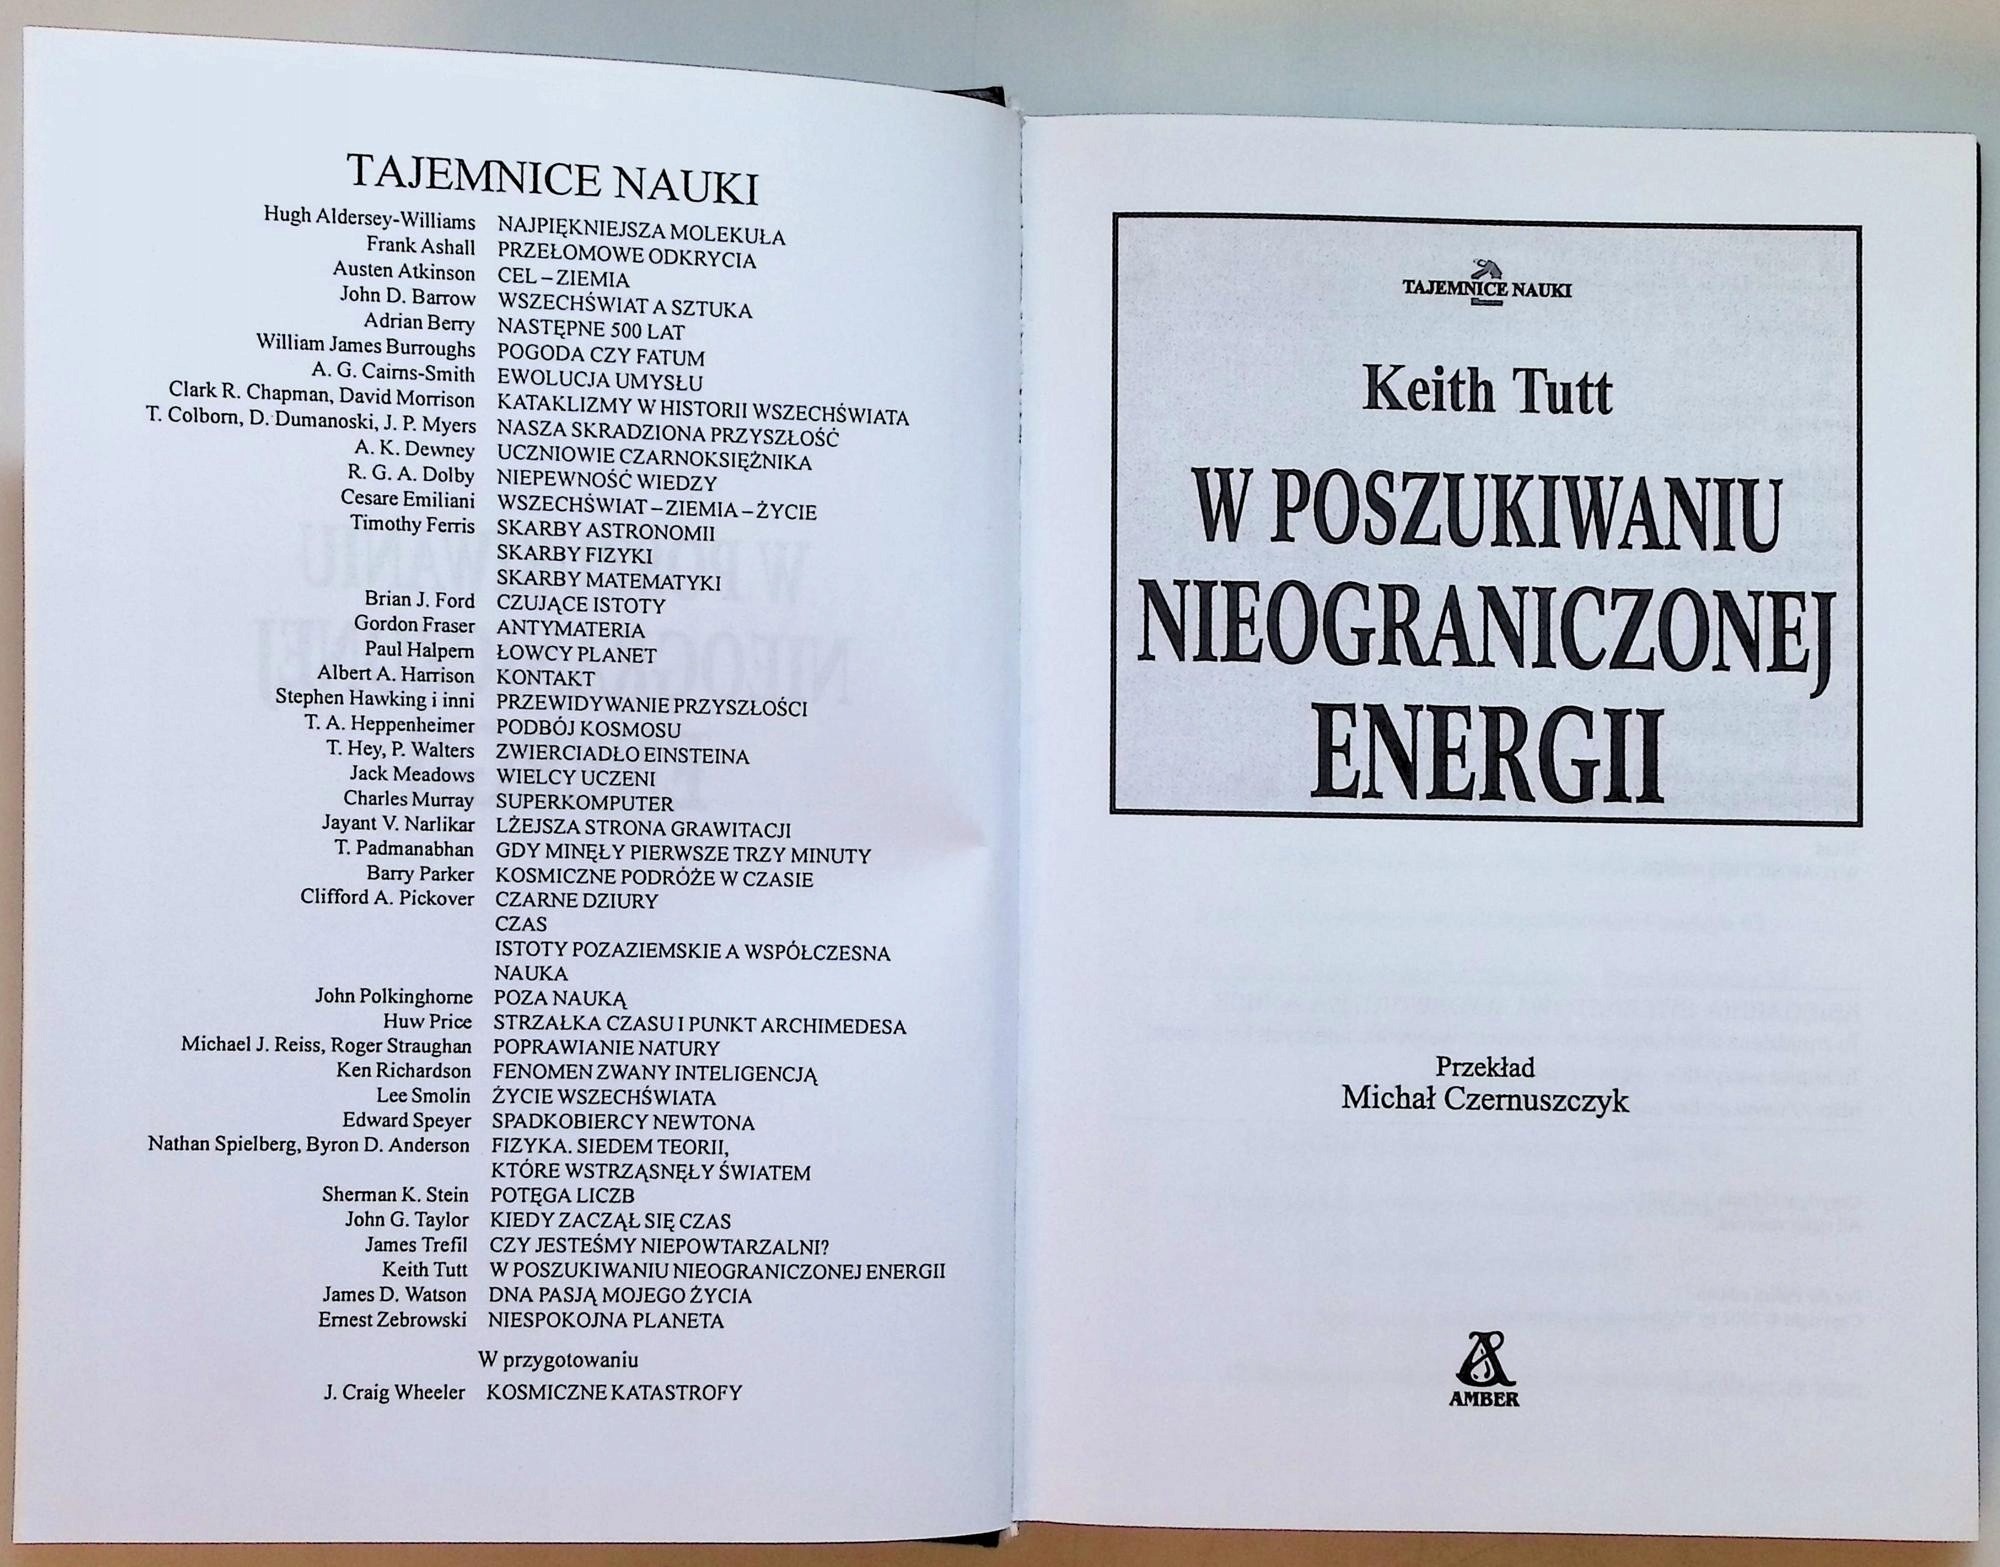 TAJEMNICE NAUKI
Hugh Aldersey-Williams NAJPIĘKNIEJSZA MOLEKUŁA
Frank Ashall PRZEŁOMOWE ODKRYCIA
Austen Atkinson CEL – ZIEMIA
John D. Barrow WSZECHŚWIAT A SZTUKA
Adrian Berry NASTĘPNE 500 LAT
William James Burroughs POGODA CZY FATUM
A. G. Cairns-Smith EWOLUCJA UMYSŁU
Clark R. Chapman, David Morrison KATAKLIZMY W HISTORII WSZECHŚWIATA
T. Colborn, D. Dumanoski, J. P. Myers NASZA SKRADZIONA PRZYSZŁOŚĆ
A. K. Dewney UCZNIOWIE CZARNOKSIĘŻNIKA
R. G. A. Dolby NIEPEWNOŚĆ WIEDZY
Cesare Emiliani WSZECHŚWIAT – ZIEMIA – ŻYCIE
Timothy Ferris SKARBY ASTRONOMII
SKARBY FIZYKI
SKARBY MATEMATYKI
Brian J. Ford CZUJĄCE ISTOTY
Gordon Fraser ANTYMATERIA
Paul Halpern ŁOWCY PLANET
Albert A. Harrison KONTAKT
Stephen Hawking i inni PRZEWIDYWANIE PRZYSZŁOŚCI
T. A. Heppenheimer PODBÓJ KOSMOSU
T. Hey, P. Walters ZWIERCIADŁO EINSTEINA
Jack Meadows WIELCY UCZENI
Charles Murray SUPERKOMPUTER
Jayant V. Narlikar LŻEJSZA STRONA GRAWITACJI
T. Padmanabhan GDY MINĘŁY PIERWSZE TRZY MINUTY
Barry Parker KOSMICZNE PODRÓŻE W CZASIE
Clifford A. Pickover CZARNE DZIURY
CZAS
ISTOTY POZAZIEMSKIE A WSPÓŁCZESNA
NAUKA
John Polkinghorne POZA NAUKĄ
Huw Price STRZAŁKA CZASU I PUNKT ARCHIMEDESA
Michael J. Reiss, Roger Straughan POPRAWIANIE NATURY
Ken Richardson FENOMEN ZWANY INTELIGENCJĄ
Lee Smolin ŻYCIE WSZECHŚWIATA
Edward Speyer SPADKOBIERCY NEWTONA
Nathan Spielberg, Byron D. Anderson FIZYKA. SIEDEM TEORII,
KTÓRE WSTRZĄSNĘŁY ŚWIATEM
Sherman K. Stein POTĘGA LICZB
John G. Taylor KIEDY ZACZĄŁ SIĘ CZAS
James Trefil CZY JESTEŚMY NIEPOWTARZALNI?
Keith Tutt W POSZUKIWANIU NIEOGRANICZONEJ ENERGII
James D. Watson DNA PASJĄ MOJEGO ŻYCIA
Ernest Zebrowski NIESPOKOJNA PLANETA
W przygotowaniu
J. Craig Wheeler KOSMICZNE KATASTROFY
TAJEMNICE NAUKI
Keith Tutt
W POSZUKIWANIU
NIEOGRANICZONEJ
ENERGII
Przekład
Michał Czernuszczyk
AMBER